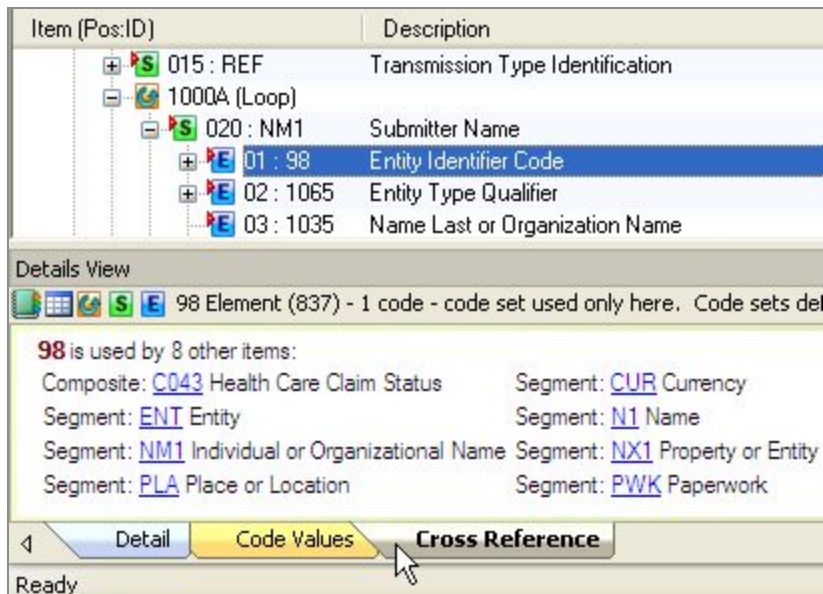 Item (Pos:ID) Description
S 015 : REF Transmission Type Identification
1000A (Loop)
S 020 : NM1 Submitter Name
E 01 : 98 Entity Identifier Code
E 02 : 1065 Entity Type Qualifier
E 03 : 1035 Name Last or Organization Name
Details View
S E 98 Element (837) - 1 code - code set used only here. Code sets def
98 is used by 8 other items:
Composite: C043 Health Care Claim Status Segment: CUR Currency
Segment: ENT Entity Segment: N1 Name
Segment: NM1 Individual or Organizational Name Segment: NX1 Property or Entity
Segment: PLA Place or Location Segment: PWK Paperwork
Detail Code Values Cross Reference
Ready